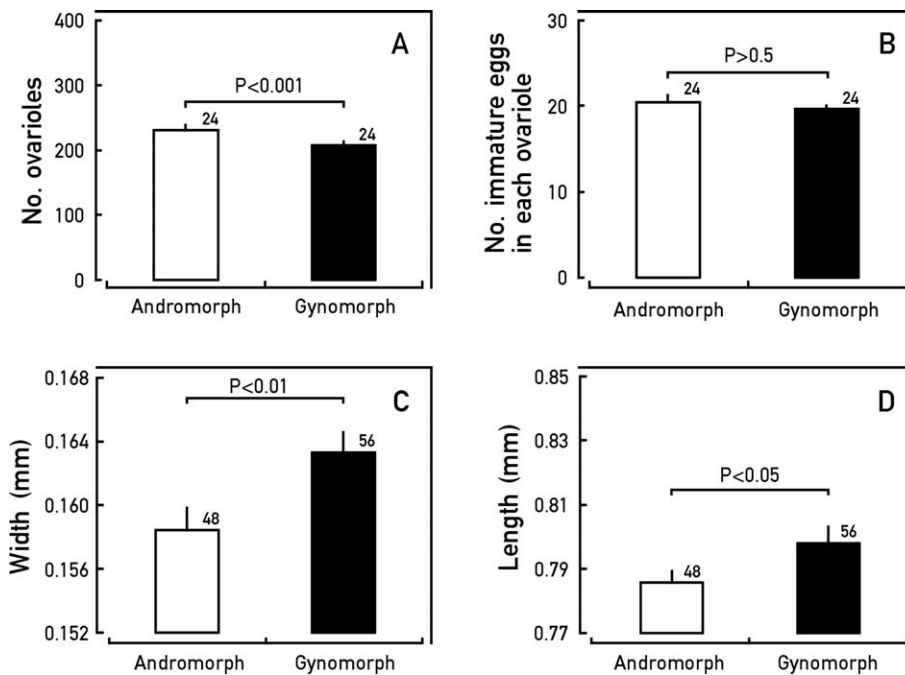 A
No. ovarioles
400
300
200
100
0
P<0.001
24
24
Andromorph
Gynomorph
B
No. immature eggs
in each ovariole
30
20
10
0
P>0.5
24
24
Andromorph
Gynomorph
C
Width (mm)
0.168
0.164
0.160
0.156
0.152
P<0.01
48
56
Andromorph
Gynomorph
D
Length (mm)
0.85
0.83
0.81
0.79
0.77
P<0.05
48
56
Andromorph
Gynomorph